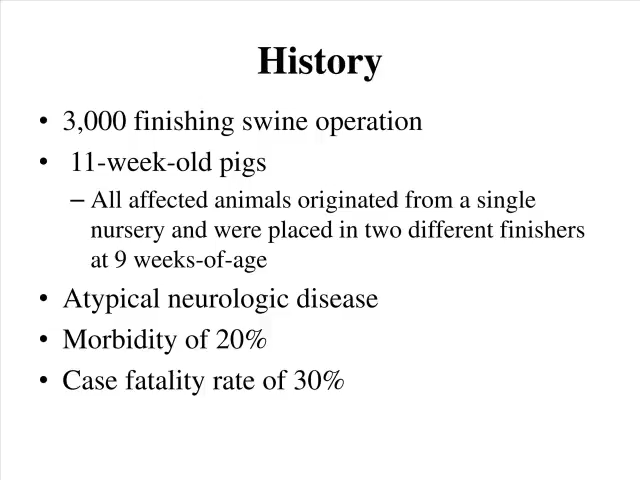 History
• 3,000 finishing swine operation
• 11-week-old pigs
– All affected animals originated from a single
nursery and were placed in two different finishers
at 9 weeks-of-age
• Atypical neurologic disease
• Morbidity of 20%
• Case fatality rate of 30%